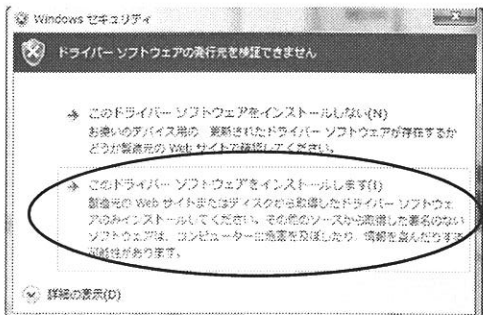 Windows セキュリティ
ドライバー ソフトウェアの発行元を検証できません
このドライバー ソフトウェアをインストールしない(N)
お使いのデバイス用の 更新されたドライバー ソフトウェアが存在するか
どうか製造元の Web サイトで確認してください。
このドライバー ソフトウェアをインストールします(I)
製造元の Web サイトまたはディスクから取得したドライバー ソフトウェ
アのみインストールしてください。その他のソースから取得した署名のない
ソフトウェアは、コンピューターに危害を及ぼしたり、情報を盗んだりする
可能性があります。
詳細の表示(D)